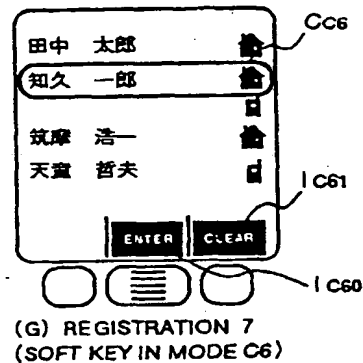 田中 太郎
Cc6
知久 一郎
筑摩 浩一
天童 哲夫
Ic61
ENTER CLEAR
Ic60
(G) REGISTRATION 7
(SOFT KEY IN MODE C6)